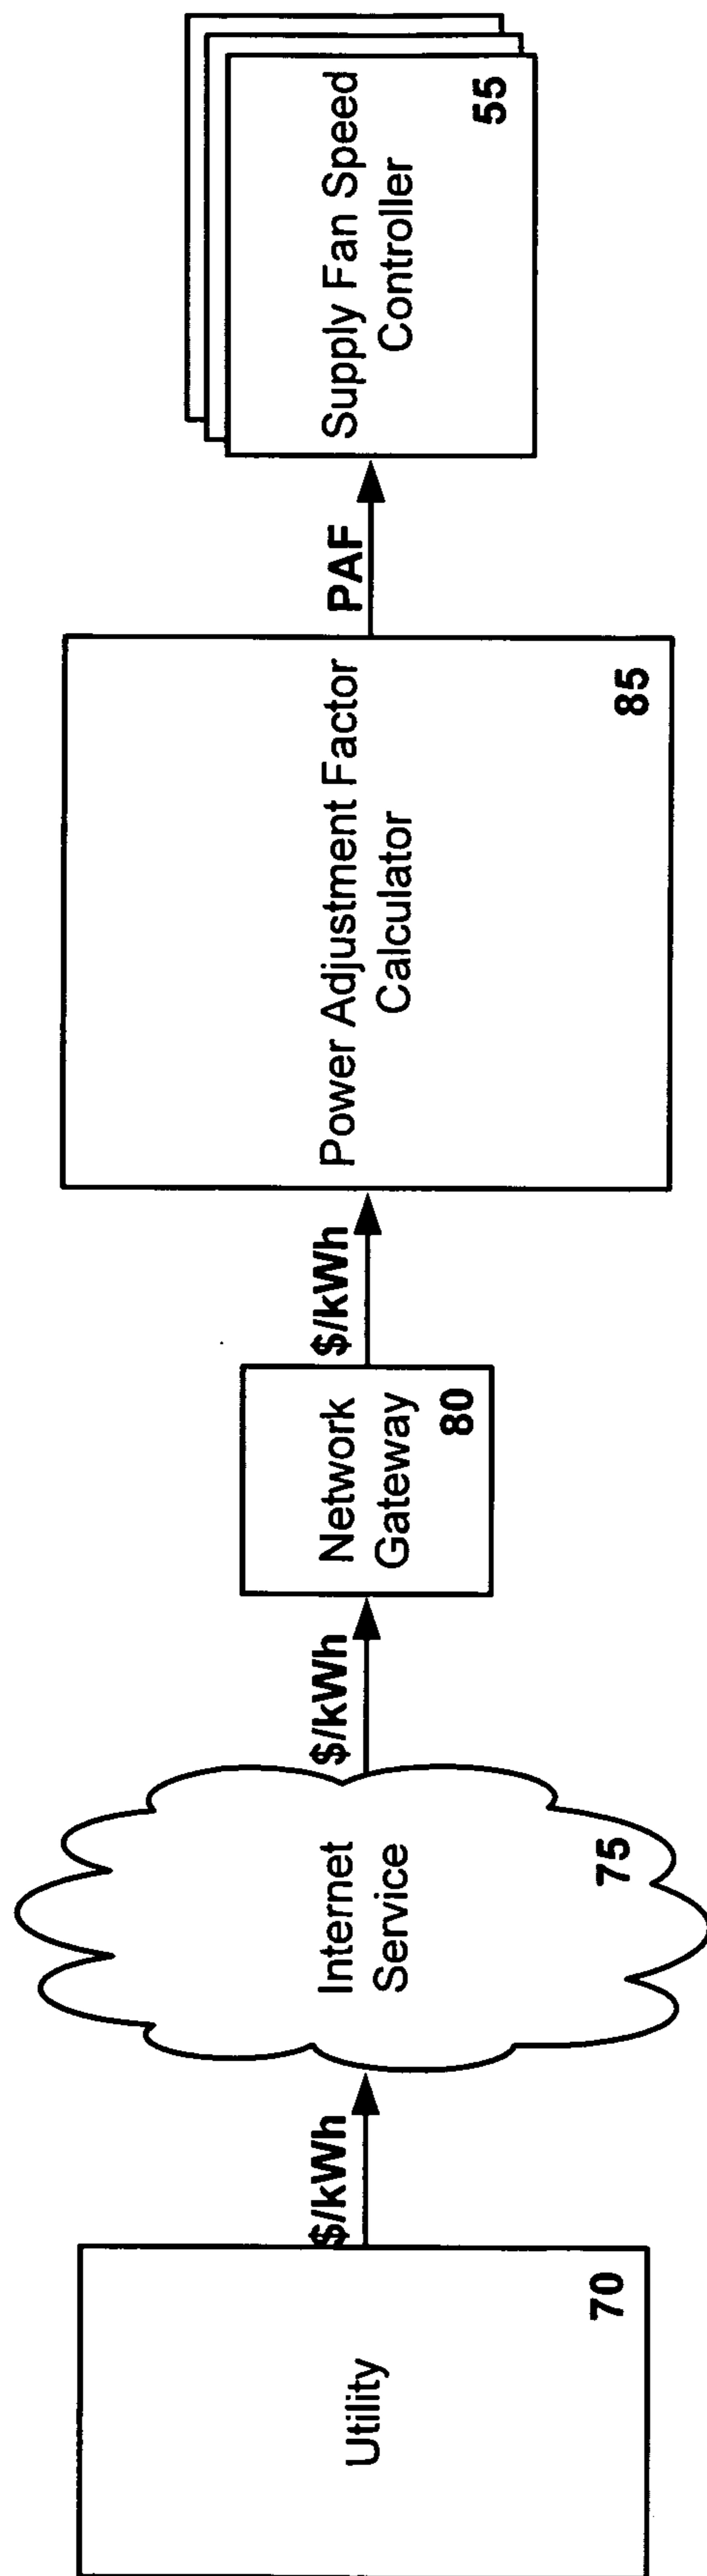 Utility
70
$/kWh
Internet
Service
75
$/kWh
Network
Gateway
80
$/kWh
Power Adjustment Factor
Calculator
85
PAF
Supply Fan Speed
Controller
55